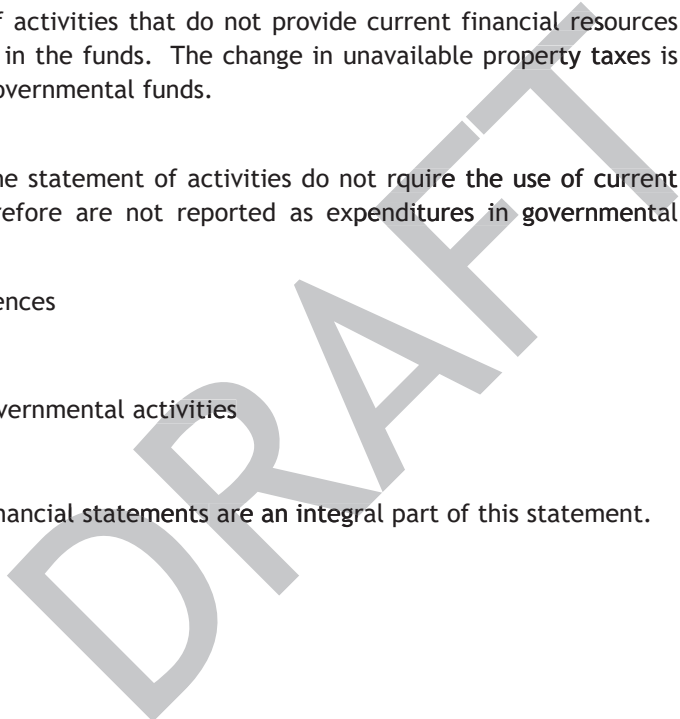 f activities that do not provide current financial resources
in the funds. The change in unavailable property taxes is
overnmental funds.
ne statement of activities do not rquire the use of current
refore are not reported as expenditures in governmental
ences
vernmental activities
nancial statements are an integral part of this statement.
DRAFT